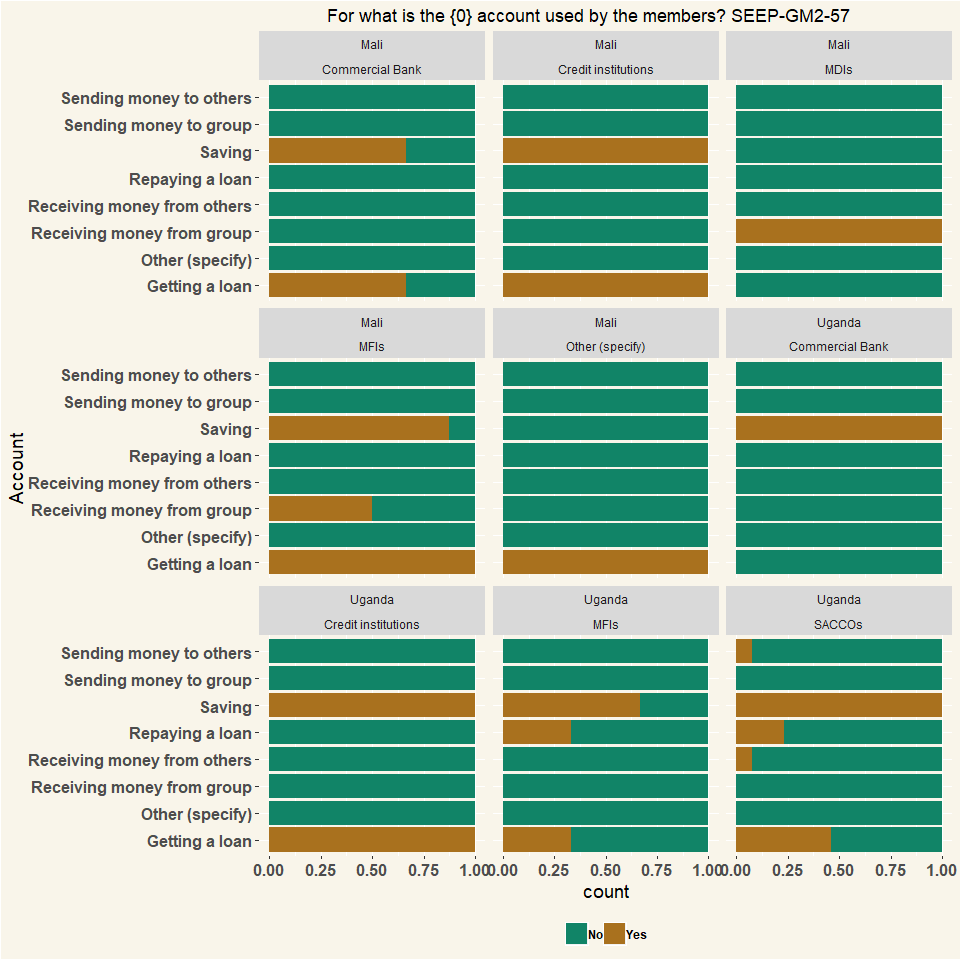 For what is the {0} account used by the members? SEEP-GM2-57
Mali
Commercial Bank
Mali
Credit institutions
Mali
MDIs
Sending money to others
Sending money to group
Saving
Repaying a loan
Receiving money from others
Receiving money from group
Other (specify)
Getting a loan
Mali
MFIs
Mali
Other (specify)
Uganda
Commercial Bank
Sending money to others
Sending money to group
Saving
Repaying a loan
Receiving money from others
Receiving money from group
Other (specify)
Getting a loan
Account
Uganda
Credit institutions
Uganda
MFIs
Uganda
SACCOs
Sending money to others
Sending money to group
Saving
Repaying a loan
Receiving money from others
Receiving money from group
Other (specify)
Getting a loan
0.00 0.25 0.50 0.75 1.00 0.00 0.25 0.50 0.75 1.00 0.00 0.25 0.50 0.75 1.00
count
No Yes